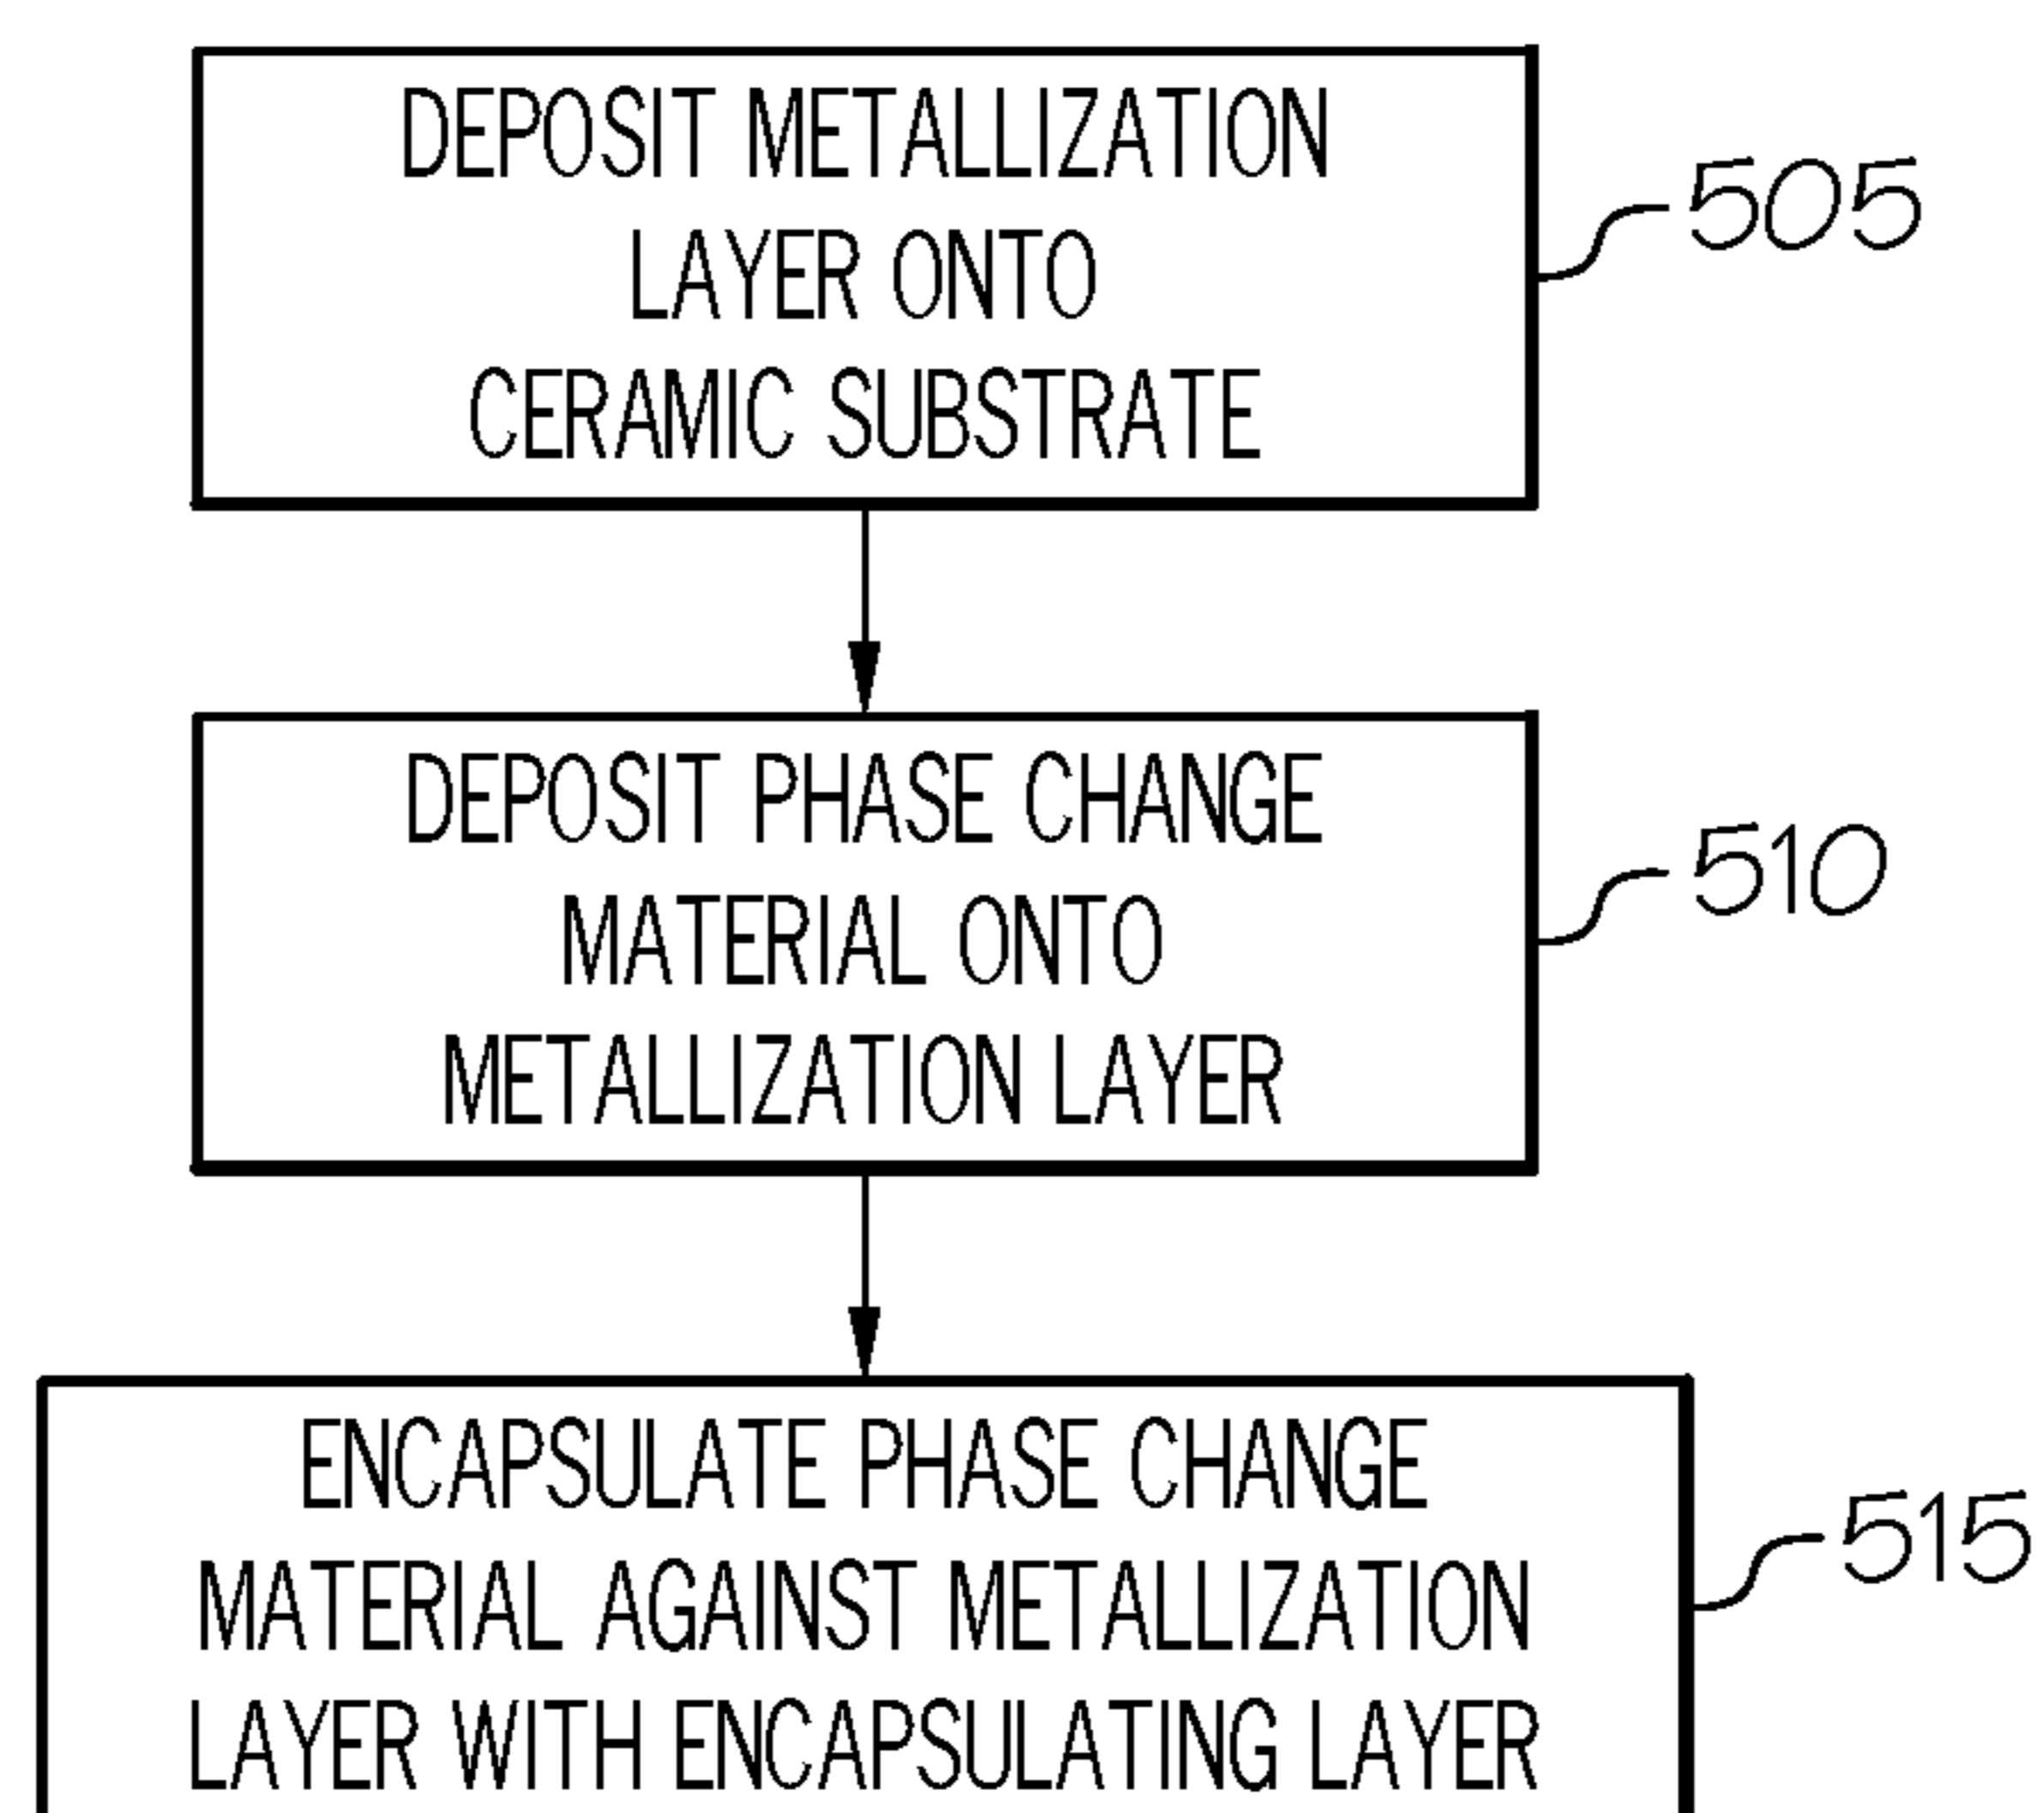 DEPOSIT METALLIZATION
LAYER ONTO
CERAMIC SUBSTRATE
505
DEPOSIT PHASE CHANGE
MATERIAL ONTO
METALLIZATION LAYER
510
ENCAPSULATE PHASE CHANGE
MATERIAL AGAINST METALLIZATION
LAYER WITH ENCAPSULATING LAYER
515